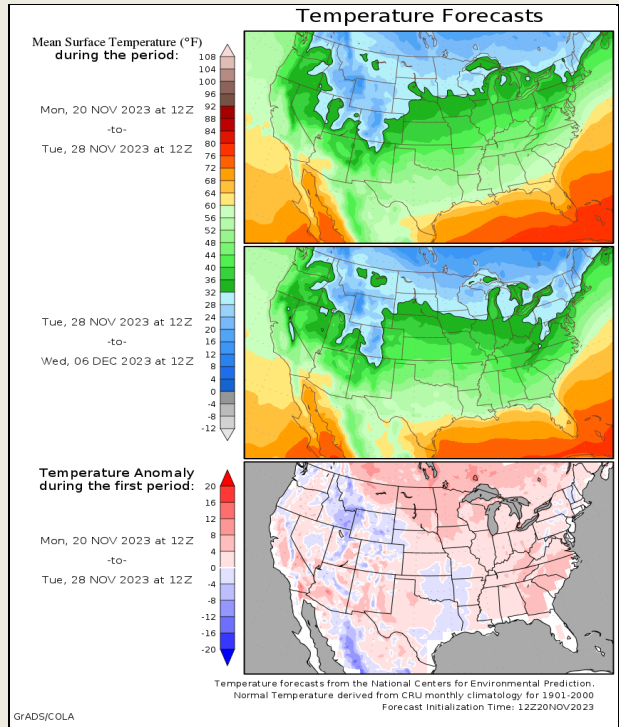 Temperature Forecasts
Mean Surface Temperature (°F)
during the period:
Mon, 20 NOV 2023 at 12Z
-to-
Tue, 28 NOV 2023 at 12Z
108
104
100
96
92
88
84
80
76
72
68
64
60
56
52
48
44
40
36
32
28
24
20
16
12
8
4
0
-4
-8
-12
Tue, 28 NOV 2023 at 12Z
-to-
Wed, 06 DEC 2023 at 12Z
Temperature Anomaly
during the first period:
Mon, 20 NOV 2023 at 12Z
-to-
Tue, 28 NOV 2023 at 12Z
20
16
12
8
4
0
-4
-8
-12
-16
-20
Temperature forecasts from the National Centers for Environmental Prediction.
Normal Temperature derived from CRU monthly climatology for 1901-2000
Forecast Initialization Time: 12Z20NOV2023
GrADS/COLA